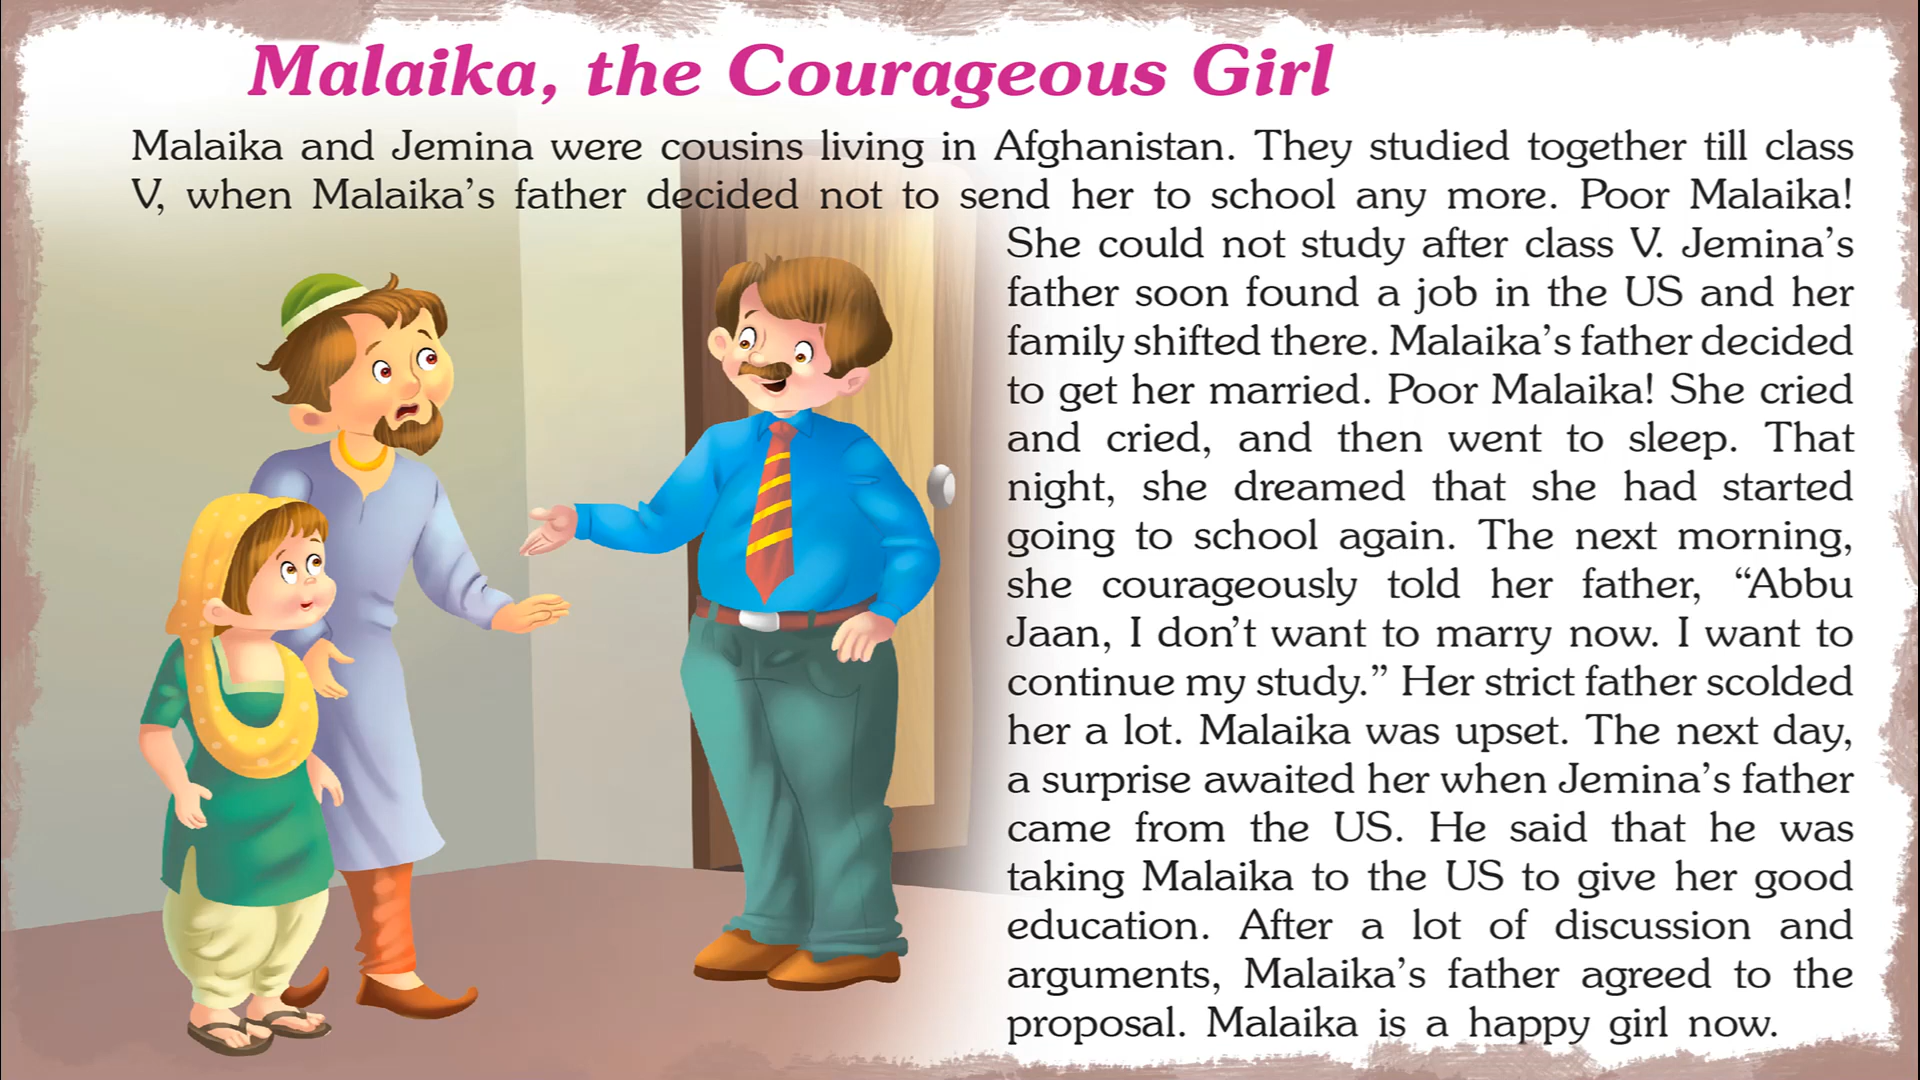 Malaika, the Courageous Girl
Malaika and Jemina were cousins living in Afghanistan. They studied together till class
V, when Malaika's father decided not to send her to school any more. Poor Malaika!
She could not study after class V. Jemina's
father soon found a job in the US and her
family shifted there. Malaika's father decided
to get her married. Poor Malaika! She cried
and cried, and then went to sleep. That
night, she dreamed that she had started
going to school again. The next morning,
she courageously told her father, “Abbu
Jaan, I don't want to marry now. I want to
continue my study.” Her strict father scolded
her a lot. Malaika was upset. The next day,
a surprise awaited her when Jemina's father
came from the US. He said that he was
taking Malaika to the US to give her good
education. After a lot of discussion and
arguments, Malaika's father agreed to the
proposal. Malaika is a happy girl now.